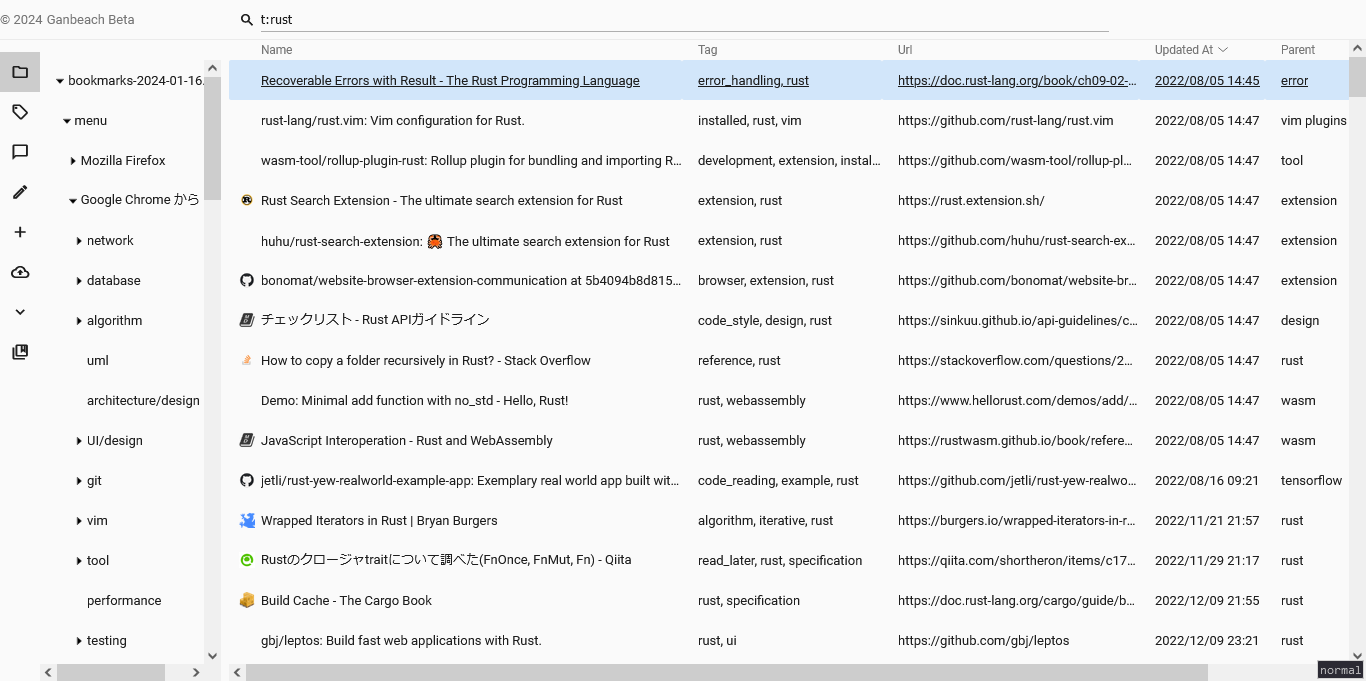 © 2024 Ganbeach Beta
t:rust
Name Tag Url Updated At Parent
bookmarks-2024-01-16.
menu
Mozilla Firefox
Google Chrome から
network
database
algorithm
uml
architecture/design
UI/design
git
vim
tool
performance
testing
Recoverable Errors with Result - The Rust Programming Language error_handling, rust https://doc.rust-lang.org/book/ch09-02-… 2022/08/05 14:45 error
rust-lang/rust.vim: Vim configuration for Rust. installed, rust, vim https://github.com/rust-lang/rust.vim 2022/08/05 14:47 vim plugins
wasm-tool/rollup-plugin-rust: Rollup plugin for bundling and importing R… development, extension, instal… https://github.com/wasm-tool/rollup-pl… 2022/08/05 14:47 tool
Rust Search Extension - The ultimate search extension for Rust extension, rust https://rust.extension.sh/ 2022/08/05 14:47 extension
huhu/rust-search-extension: 🦀 The ultimate search extension for Rust extension, rust https://github.com/huhu/rust-search-ex… 2022/08/05 14:47 extension
bonomat/website-browser-extension-communication at 5b4094b8d815… browser, extension, rust https://github.com/bonomat/website-br… 2022/08/05 14:47 extension
チェックリスト - Rust APIガイドライン code_style, design, rust https://sinkuu.github.io/api-guidelines/c… 2022/08/05 14:47 design
How to copy a folder recursively in Rust? - Stack Overflow reference, rust https://stackoverflow.com/questions/2… 2022/08/05 14:47 rust
Demo: Minimal add function with no_std - Hello, Rust! rust, webassembly https://www.hellorust.com/demos/add/… 2022/08/05 14:47 wasm
JavaScript Interoperation - Rust and WebAssembly rust, webassembly https://rustwasm.github.io/book/refere… 2022/08/05 14:47 wasm
jetli/rust-yew-realworld-example-app: Exemplary real world app built wit… code_reading, example, rust https://github.com/jetli/rust-yew-realwo… 2022/08/16 09:21 tensorflow
Wrapped Iterators in Rust | Bryan Burgers algorithm, iterative, rust https://burgers.io/wrapped-iterators-in-r… 2022/11/21 21:57 rust
Rustのクロージャtraitについて調べた(FnOnce, FnMut, Fn) - Qiita read_later, rust, specification https://qiita.com/shortheron/items/c17… 2022/11/29 21:17 rust
Build Cache - The Cargo Book rust, specification https://doc.rust-lang.org/cargo/guide/b… 2022/12/09 21:55 rust
gbj/leptos: Build fast web applications with Rust. rust, ui https://github.com/gbj/leptos 2022/12/09 23:21 rust
normal